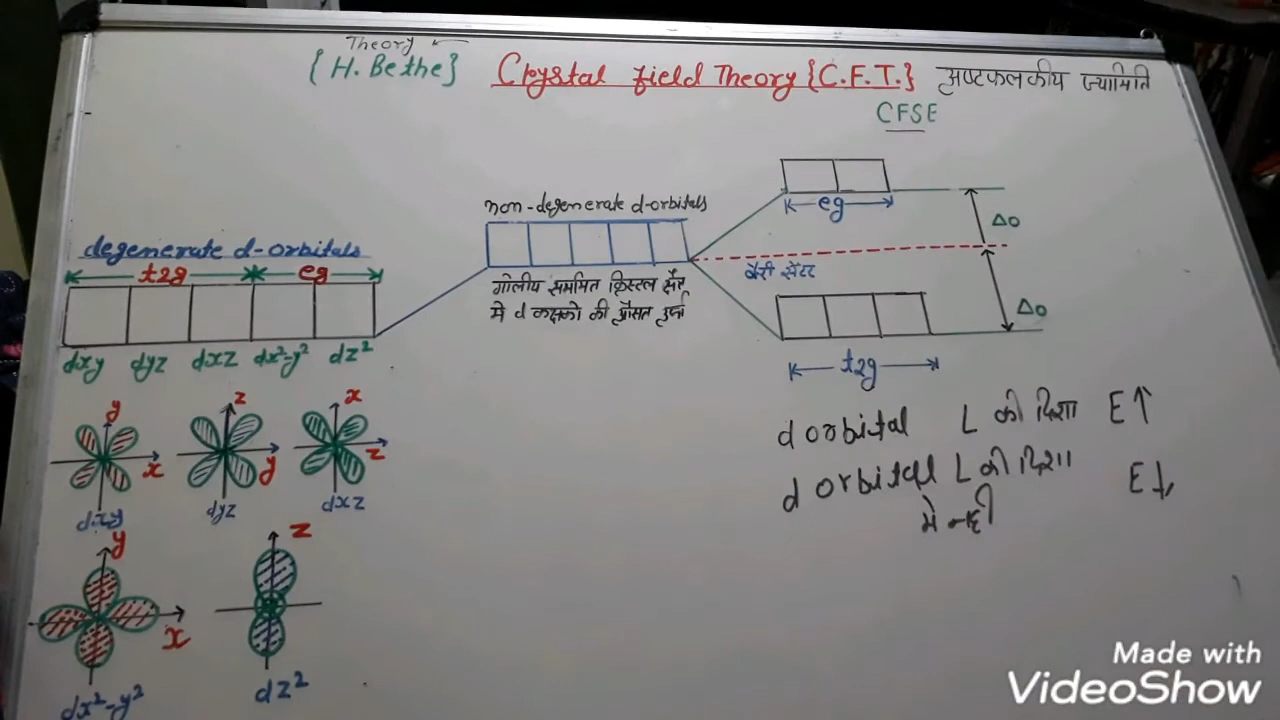 Theory
{H. Bethe} Crystal field Theory {C.F.T.} अष्टफलकीय ज्यामिति
CFSE
non-degenerate d-orbitals
eg
Δo
degenerate d-orbitals
t2g eg
बैरी सेंटर
गोलीय सममित क्रिस्टल क्षेत्र
मे d कक्षको की औसत ऊर्जा
Δo
dxy dyz dxz dx²-y² dz²
t2g
d orbital L की दिशा E↑
d orbital L की दिशा E↓
मे नही
y z x
x y z
dxy dyz dxz
y z
x
dx²-y² dz²
Made with
VideoShow